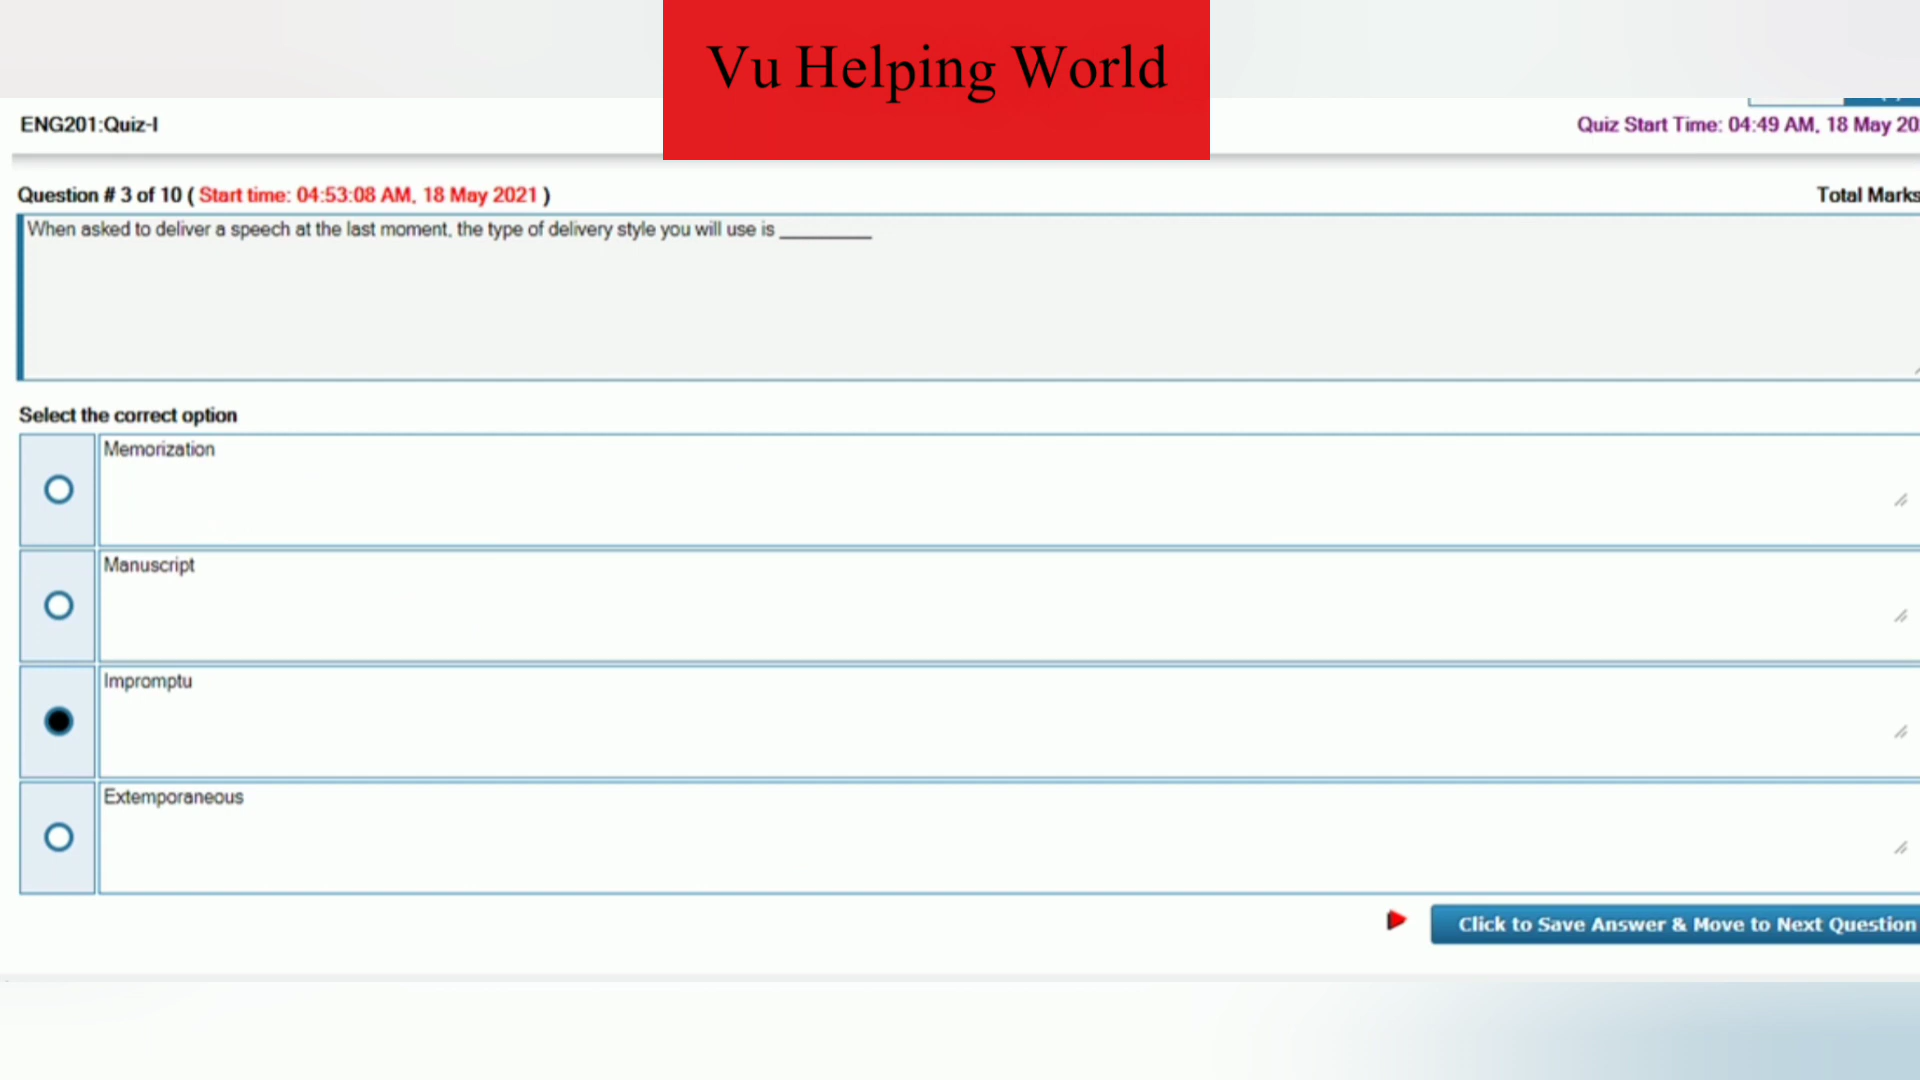 Vu Helping World
ENG201:Quiz-I
Quiz Start Time: 04:49 AM, 18 May 20
Question # 3 of 10 ( Start time: 04:53:08 AM, 18 May 2021 )
Total Marks
When asked to deliver a speech at the last moment, the type of delivery style you will use is __________
Select the correct option
Memorization
Manuscript
Impromptu
Extemporaneous
Click to Save Answer & Move to Next Question